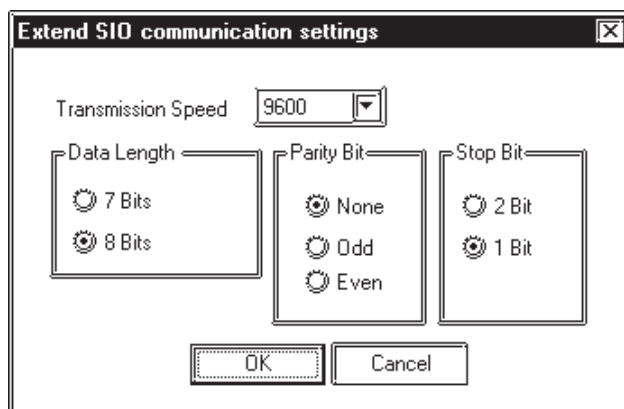 Extend SIO communication settings
Transmission Speed 9600
Data Length
7 Bits
8 Bits
Parity Bit
None
Odd
Even
Stop Bit
2 Bit
1 Bit
OK Cancel